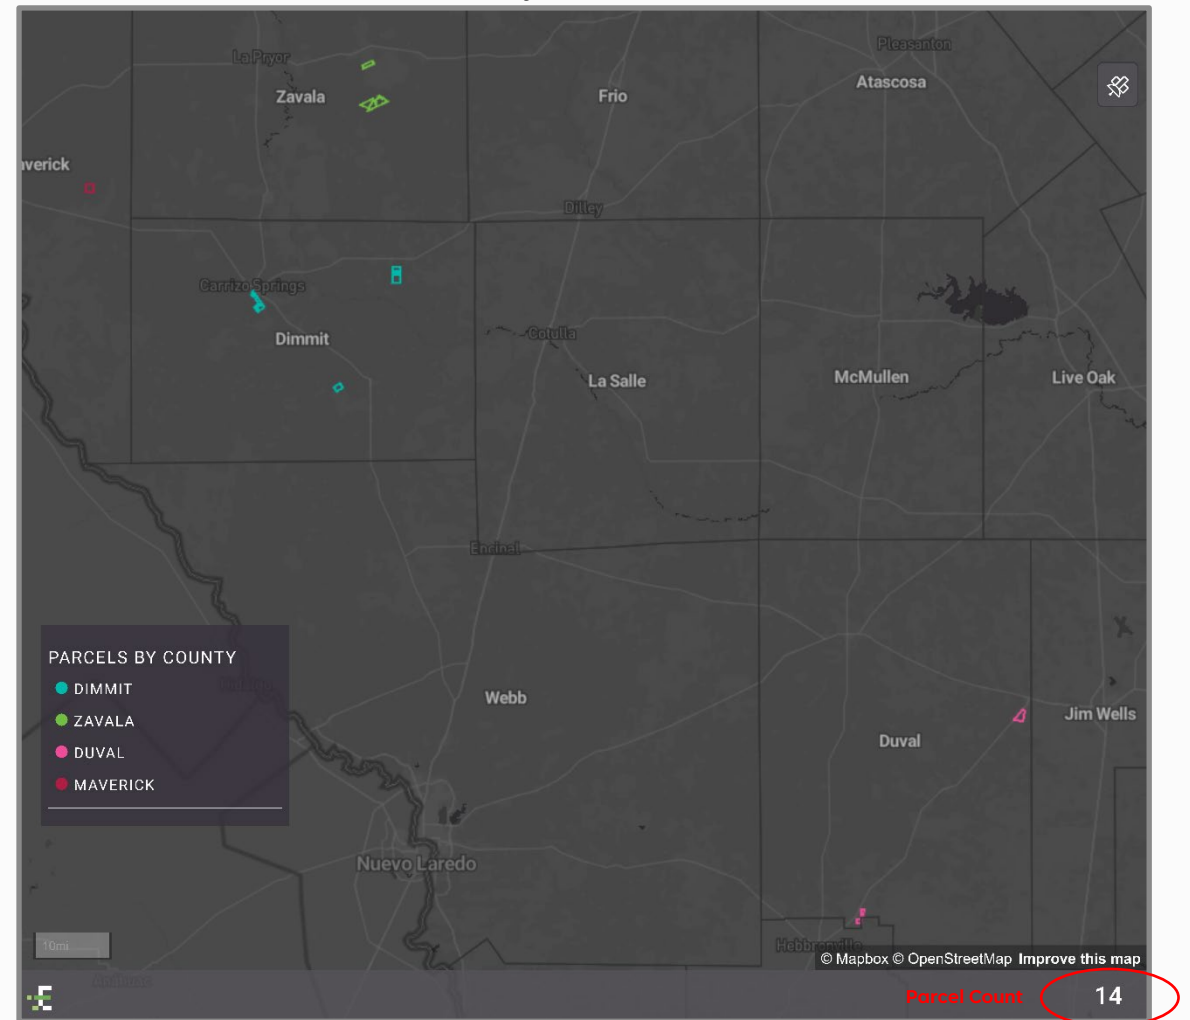 La Pryor
Pleasanton
Zavala
Frio
Atascosa
verick
Dilley
Carrizo Springs
Dimmit
Cotulla
La Salle
McMullen
Live Oak
Encinal
PARCELS BY COUNTY
DIMMIT
ZAVALA
DUVAL
MAVERICK
Webb
Duval
Jim Wells
Nuevo Laredo
10mi
Hebbronville
© Mapbox © OpenStreetMap Improve this map
Parcel Count 14